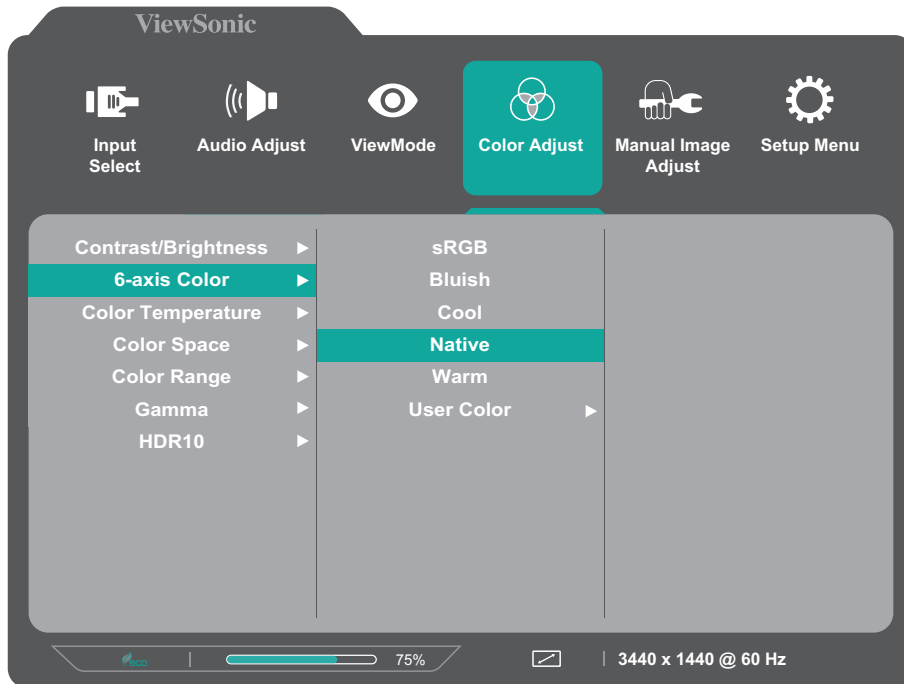 ViewSonic
Input
Select
Audio Adjust
ViewMode
Color Adjust
Manual Image
Adjust
Setup Menu
Contrast/Brightness
6-axis Color
Color Temperature
Color Space
Color Range
Gamma
HDR10
sRGB
Bluish
Cool
Native
Warm
User Color
eco
75%
3440 x 1440 @ 60 Hz